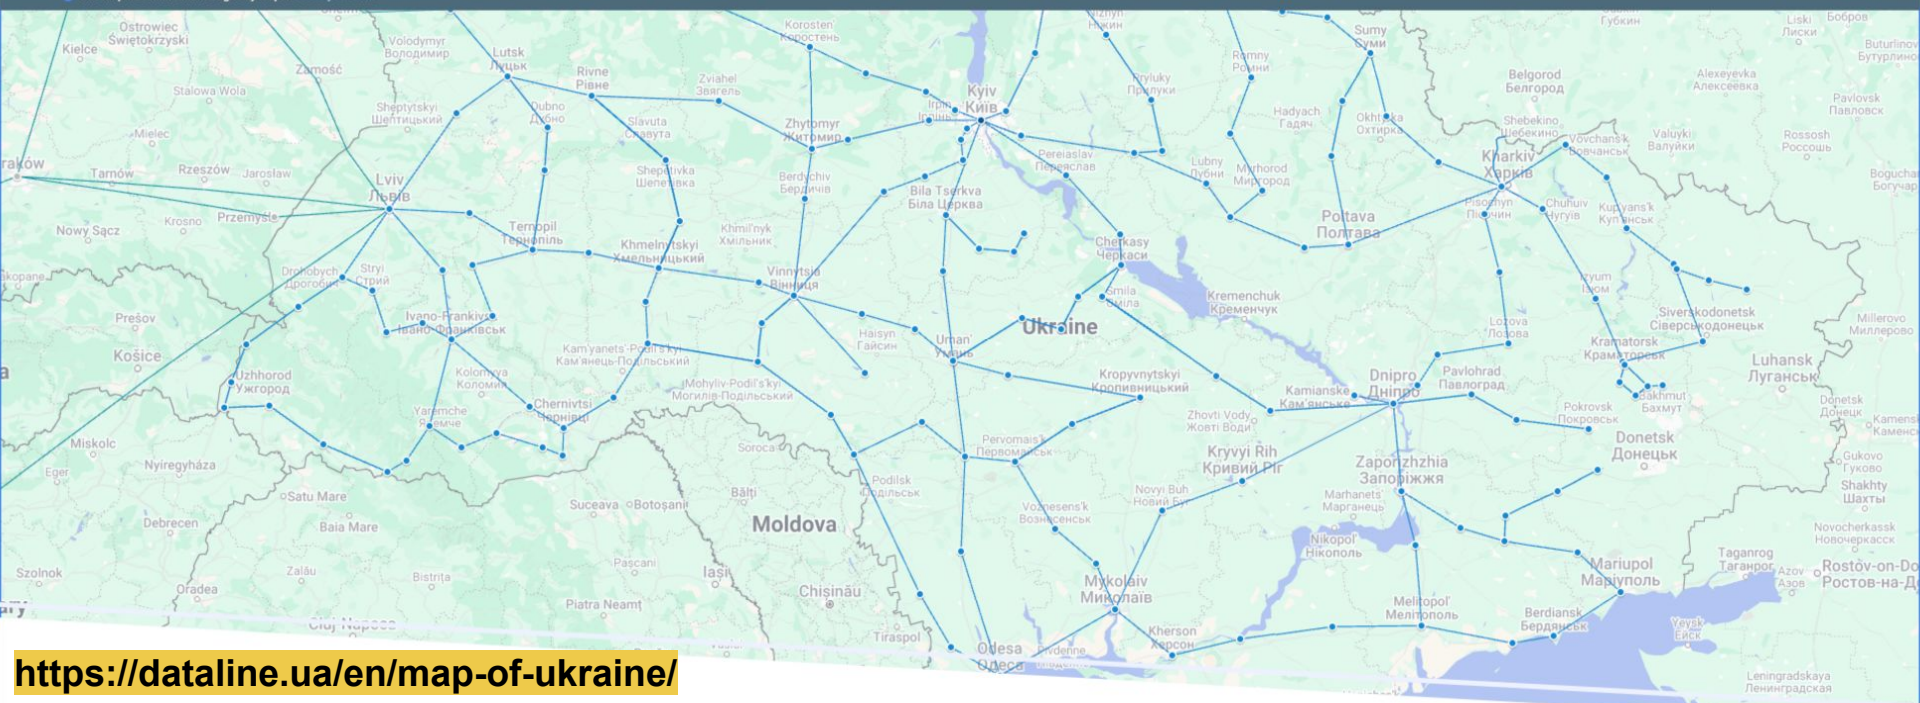 Ostrowiec
Świętokrzyski
Kielce
Stalowa Wola
Zamość
Mielec
raków
Tarnów
Rzeszów
Jarosław
Krosno
Przemyśl
Nowy Sącz
Prešov
Košice
Miskolc
Eger
Nyiregyháza
Debrecen
Szolnok
Oradea
Satu Mare
Baia Mare
Zalău
Bistrița
Suceava
Botoșani
Piatra Neamț
Pașcani
Iași
Bălți
Soroca
Moldova
Chișinău
Tiraspol
Volodymyr
Володимир
Lutsk
Луцьк
Rivne
Рівне
Sheptytskyi
Шептицький
Dubno
Дубно
Slavuta
Славута
Zviahel
Звягель
Korosten'
Коростень
Zhytomyr
Житомир
Irpin
Ірпінь
Kyiv
Київ
Berdychiv
Бердичів
Shepetivka
Шепетівка
Lviv
Львів
Ternopil
Тернопіль
Khmelnytskyi
Хмельницький
Khmil'nyk
Хмільник
Vinnytsia
Вінниця
Bila Tserkva
Біла Церква
Pereiaslav
Переяслав
Nizhyn
Ніжин
Pryluky
Прилуки
Romny
Ромни
Sumy
Суми
Hadyach
Гадяч
Okhtyrka
Охтирка
Lubny
Лубни
Myrhorod
Миргород
Poltava
Полтава
Cherkasy
Черкаси
Smila
Сміла
Kremenchuk
Кременчук
Drohobych
Дрогобич
Stryi
Стрий
Ivano-Frankivs'k
Івано-Франківськ
Uzhhorod
Ужгород
Kolomya
Коломия
Yaremche
Яремче
Chernivtsi
Чернівці
Kam'yanets'-Podil's'kyi
Кам'янець-Подільський
Mohyliv-Podil's'kyi
Могилів-Подільський
Haisyn
Гайсин
Uman'
Умань
Ukraine
Kropyvnytskyi
Кропивницький
Pervomais'k
Первомайськ
Podilsk
Подільськ
Voznesens'k
Вознесенськ
Novyi Buh
Новий Буг
Mykolaiv
Миколаїв
Kherson
Херсон
Odesa
Одеса
Zhovti Vody
Жовті Води
Kryvyi Rih
Кривий Ріг
Kamianske
Кам'янське
Dnipro
Дніпро
Pavlohrad
Павлоград
Zaporizhzhia
Запоріжжя
Marhanets'
Марганець
Nikopol'
Нікополь
Melitopol'
Мелітополь
Berdiansk
Бердянськ
Mariupol
Маріуполь
Donetsk
Донецьк
Pokrovsk
Покровськ
Bakhmut
Бахмут
Kramatorsk
Краматорськ
Siverskodonetsk
Сіверськодонецьк
Luhansk
Луганськ
Lozova
Лозова
Izyum
Ізюм
Kharkiv
Харків
Pisochyn
Пісочин
Chuhuiv
Чугуїв
Kupyans'k
Куп'янськ
Vovchans'k
Вовчанськ
Shebekino
Шебекино
Belgorod
Белгород
Губкин
Liski
Лиски
Бобров
Alexeyevka
Алексеевка
Pavlovsk
Павловск
Valuyki
Валуйки
Rossosh
Россошь
Millerovo
Миллерово
Donetsk
Донецк
Gukovo
Гуково
Shakhty
Шахты
Novocherkassk
Новочеркасск
Taganrog
Таганрог
Azov
Азов
Yeysk
Ейск
Leningradskaya
Ленинградская
https://dataline.ua/en/map-of-ukraine/